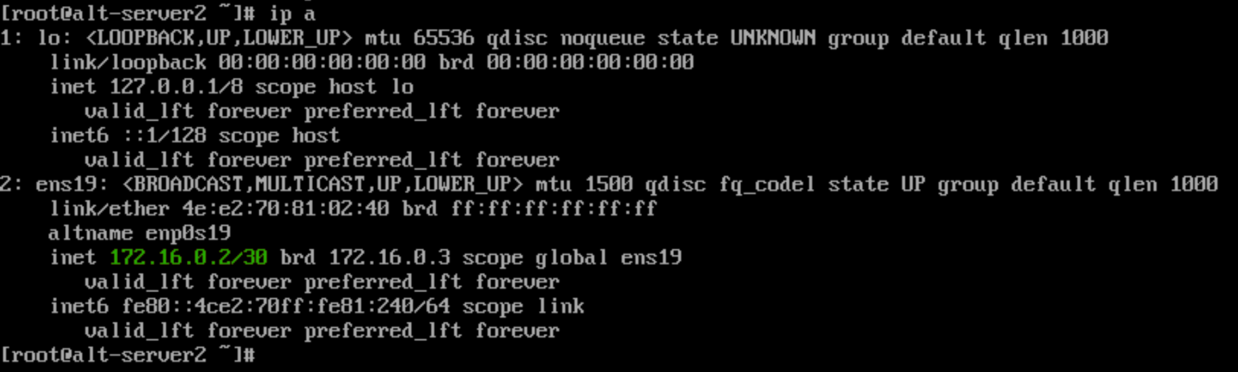 [root@alt-server2 ~]# ip a
1: lo: <LOOPBACK,UP,LOWER_UP> mtu 65536 qdisc noqueue state UNKNOWN group default qlen 1000
    link/loopback 00:00:00:00:00:00 brd 00:00:00:00:00:00
    inet 127.0.0.1/8 scope host lo
       valid_lft forever preferred_lft forever
    inet6 ::1/128 scope host
       valid_lft forever preferred_lft forever
2: ens19: <BROADCAST,MULTICAST,UP,LOWER_UP> mtu 1500 qdisc fq_codel state UP group default qlen 1000
    link/ether 4e:e2:70:81:02:40 brd ff:ff:ff:ff:ff:ff
    altname enp0s19
    inet 172.16.0.2/30 brd 172.16.0.3 scope global ens19
       valid_lft forever preferred_lft forever
    inet6 fe80::4ce2:70ff:fe81:240/64 scope link
       valid_lft forever preferred_lft forever
[root@alt-server2 ~]#